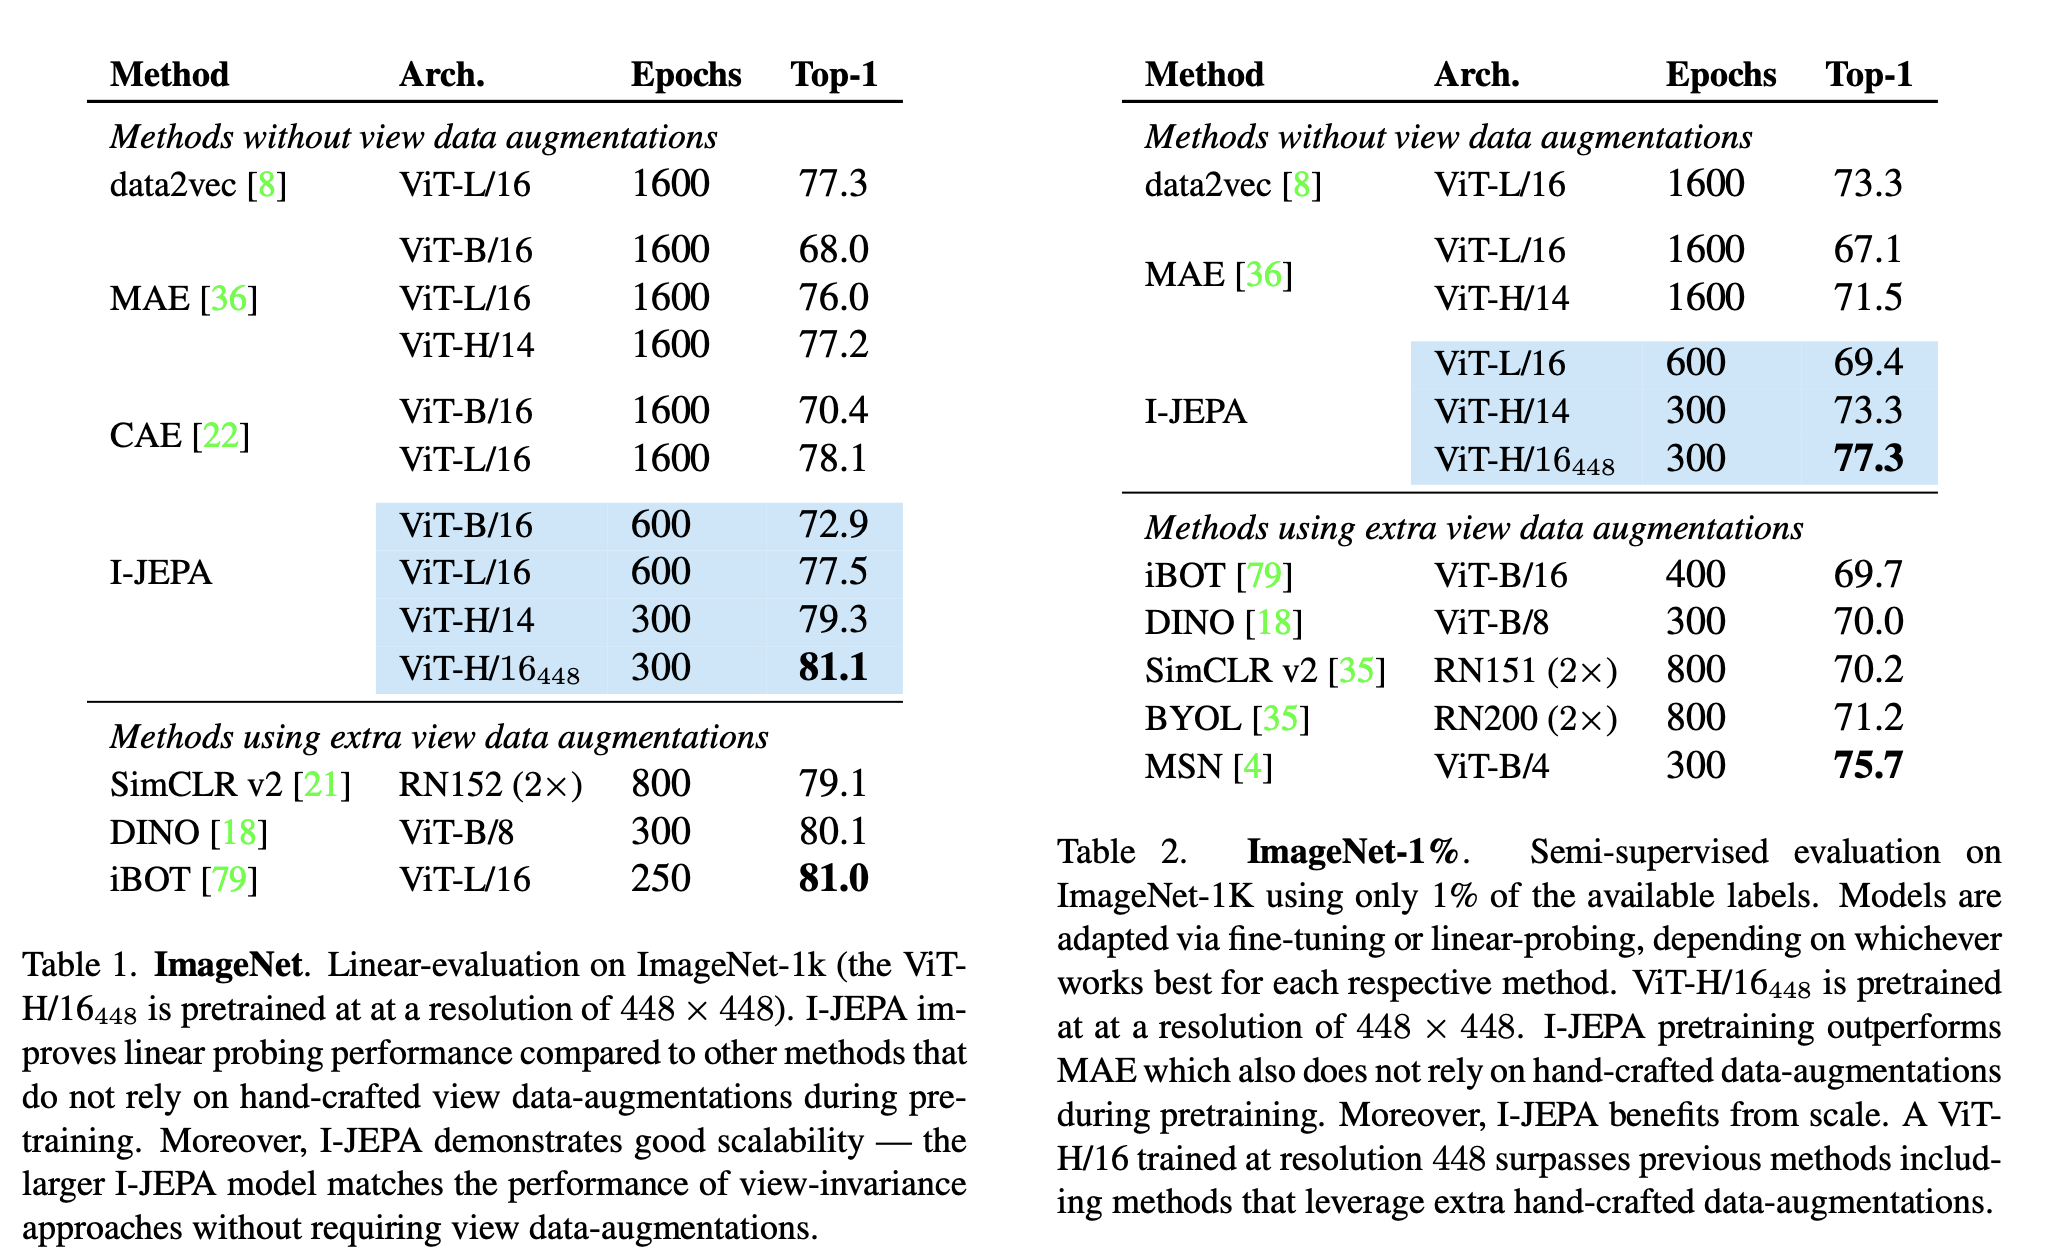 Method Arch. Epochs Top-1
Methods without view data augmentations
data2vec [8] ViT-L/16 1600 77.3
ViT-B/16 1600 68.0
MAE [36] ViT-L/16 1600 76.0
ViT-H/14 1600 77.2
CAE [22]
ViT-B/16 1600 70.4
ViT-L/16 1600 78.1
ViT-B/16 600 72.9
I-JEPA ViT-L/16 600 77.5
ViT-H/14 300 79.3
ViT-H/16₄₄₈ 300 81.1
Methods using extra view data augmentations
SimCLR v2 [21] RN152 (2×) 800 79.1
DINO [18] ViT-B/8 300 80.1
iBOT [79] ViT-L/16 250 81.0
Table 1. ImageNet. Linear-evaluation on ImageNet-1k (the ViT-
H/16₄₄₈ is pretrained at at a resolution of 448 × 448). I-JEPA im-
proves linear probing performance compared to other methods that
do not rely on hand-crafted view data-augmentations during pre-
training. Moreover, I-JEPA demonstrates good scalability — the
larger I-JEPA model matches the performance of view-invariance
approaches without requiring view data-augmentations.
Method Arch. Epochs Top-1
Methods without view data augmentations
data2vec [8] ViT-L/16 1600 73.3
MAE [36]
ViT-L/16 1600 67.1
ViT-H/14 1600 71.5
ViT-L/16 600 69.4
I-JEPA ViT-H/14 300 73.3
ViT-H/16₄₄₈ 300 77.3
Methods using extra view data augmentations
iBOT [79] ViT-B/16 400 69.7
DINO [18] ViT-B/8 300 70.0
SimCLR v2 [35] RN151 (2×) 800 70.2
BYOL [35] RN200 (2×) 800 71.2
MSN [4] ViT-B/4 300 75.7
Table 2. ImageNet-1%. Semi-supervised evaluation on
ImageNet-1K using only 1% of the available labels. Models are
adapted via fine-tuning or linear-probing, depending on whichever
works best for each respective method. ViT-H/16₄₄₈ is pretrained
at at a resolution of 448 × 448. I-JEPA pretraining outperforms
MAE which also does not rely on hand-crafted data-augmentations
during pretraining. Moreover, I-JEPA benefits from scale. A ViT-
H/16 trained at resolution 448 surpasses previous methods includ-
ing methods that leverage extra hand-crafted data-augmentations.